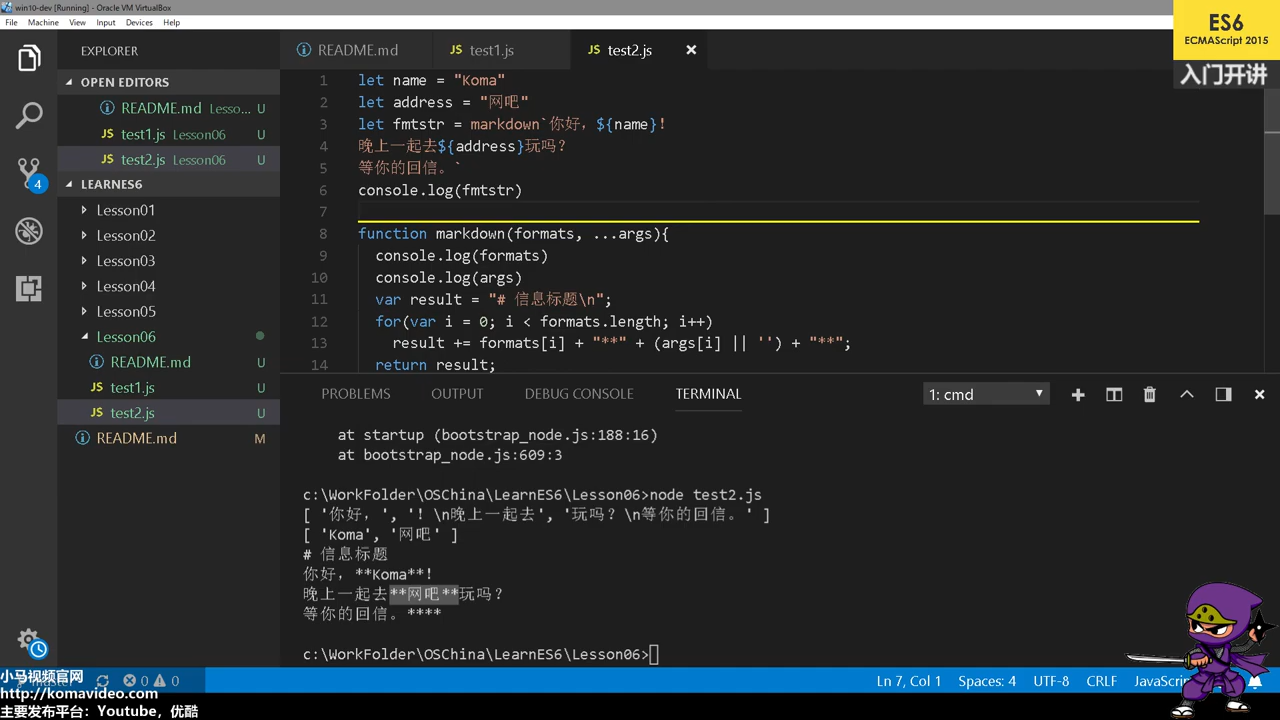 win10-dev [Running] - Oracle VM VirtualBox
File Machine View Input Devices Help
ES6
ECMAScript 2015
入门开讲
EXPLORER
README.md test1.js test2.js
OPEN EDITORS
README.md Lesso... U
JS test1.js Lesson06 U
JS test2.js Lesson06 U
4
LEARNES6
Lesson01
Lesson02
Lesson03
Lesson04
Lesson05
Lesson06
README.md U
JS test1.js U
JS test2.js U
README.md M
1 let name = "Koma"
2 let address = "网吧"
3 let fmtstr = markdown`你好，${name}！
4 晚上一起去${address}玩吗？
5 等你的回信。`
6 console.log(fmtstr)
7
8 function markdown(formats, ...args){
9 console.log(formats)
10 console.log(args)
11 var result = "# 信息标题\n";
12 for(var i = 0; i < formats.length; i++)
13 result += formats[i] + "**" + (args[i] || '') + "**";
14 return result;
PROBLEMS OUTPUT DEBUG CONSOLE TERMINAL 1: cmd
at startup (bootstrap_node.js:188:16)
at bootstrap_node.js:609:3
c:\WorkFolder\OSChina\LearnES6\Lesson06>node test2.js
[ '你好，', '！\n晚上一起去', '玩吗？\n等你的回信。' ]
[ 'Koma', '网吧' ]
# 信息标题
你好，**Koma**！
晚上一起去**网吧**玩吗？
等你的回信。****
c:\WorkFolder\OSChina\LearnES6\Lesson06>
小马视频官网
http://komavideo.com
主要发布平台：Youtube，优酷
0 0
Ln 7, Col 1 Spaces: 4 UTF-8 CRLF